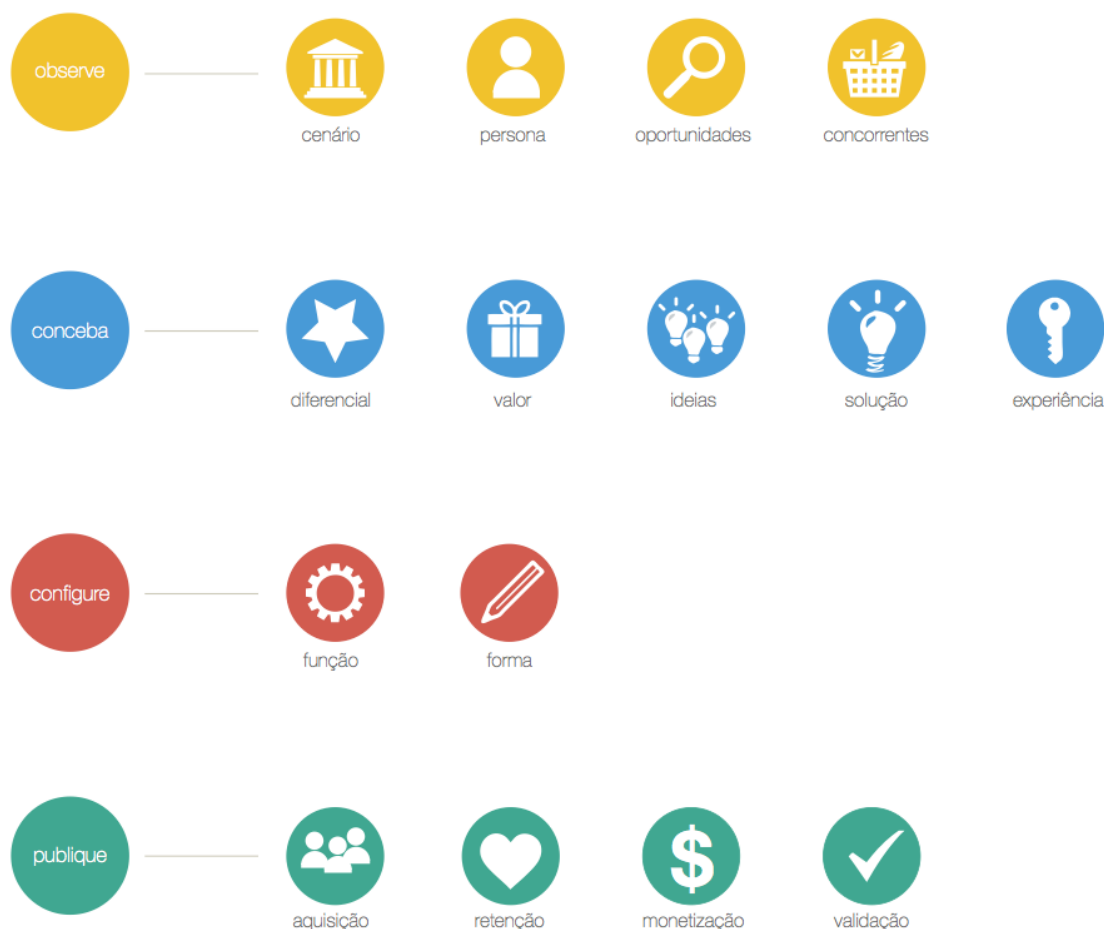 observe
cenário
persona
oportunidades
concorrentes
conceba
diferencial
valor
ideias
solução
experiência
configure
função
forma
publique
aquisição
retenção
$
monetização
validação